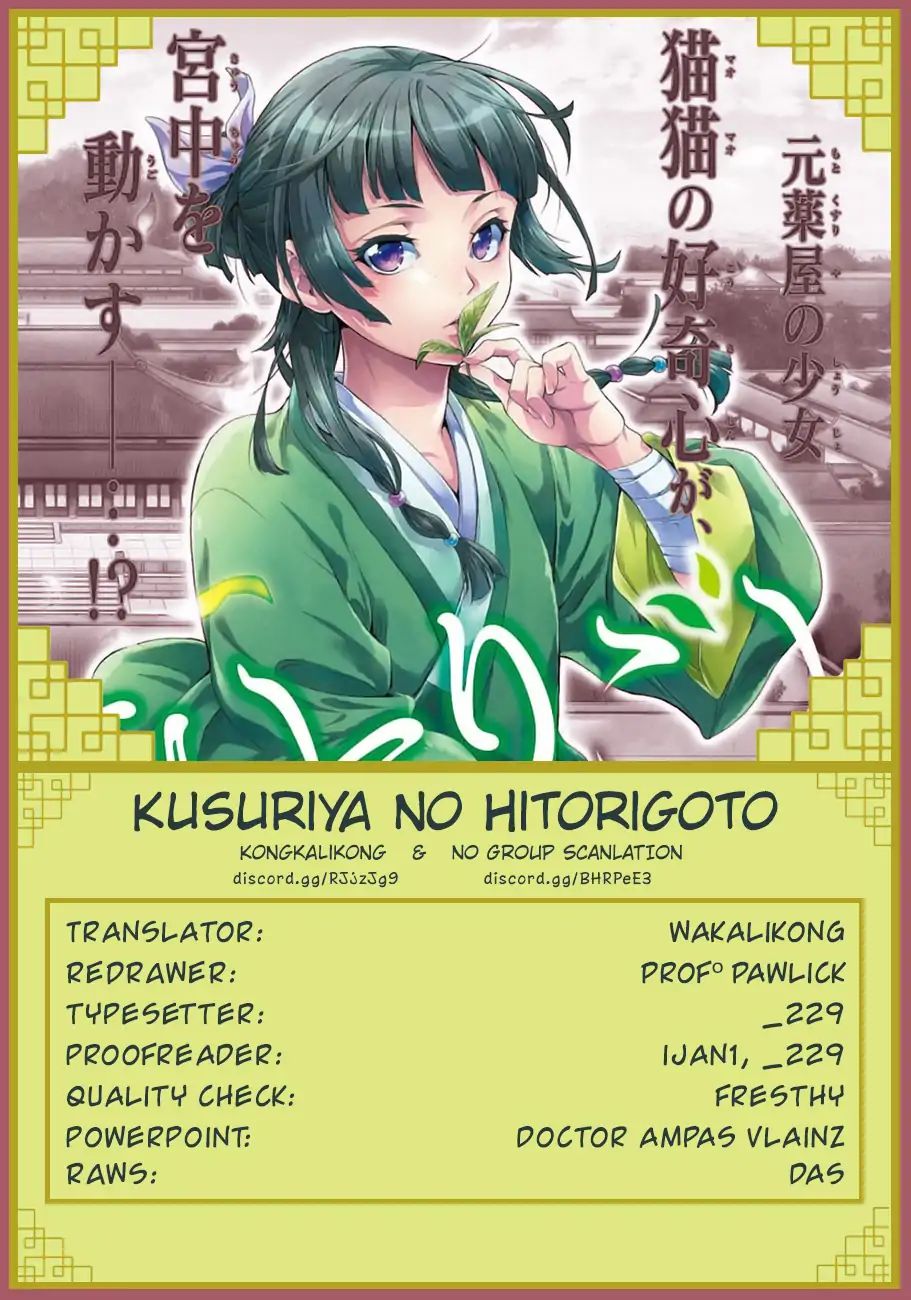 元薬屋の少女
猫猫の好奇心が、
宮中を
動かす――…!?
KUSURIYA NO HITORIGOTO
KONGKALIKONG & NO GROUP SCANLATION
discord.gg/RJjzJg9 discord.gg/BHRPeE3
TRANSLATOR: WAKALIKONG
REDRAWER: PROFº PAWLICK
TYPESETTER: _229
PROOFREADER: IJAN1, _229
QUALITY CHECK: FRESTHY
POWERPOINT: DOCTOR AMPAS VLAINZ
RAWS: DAS